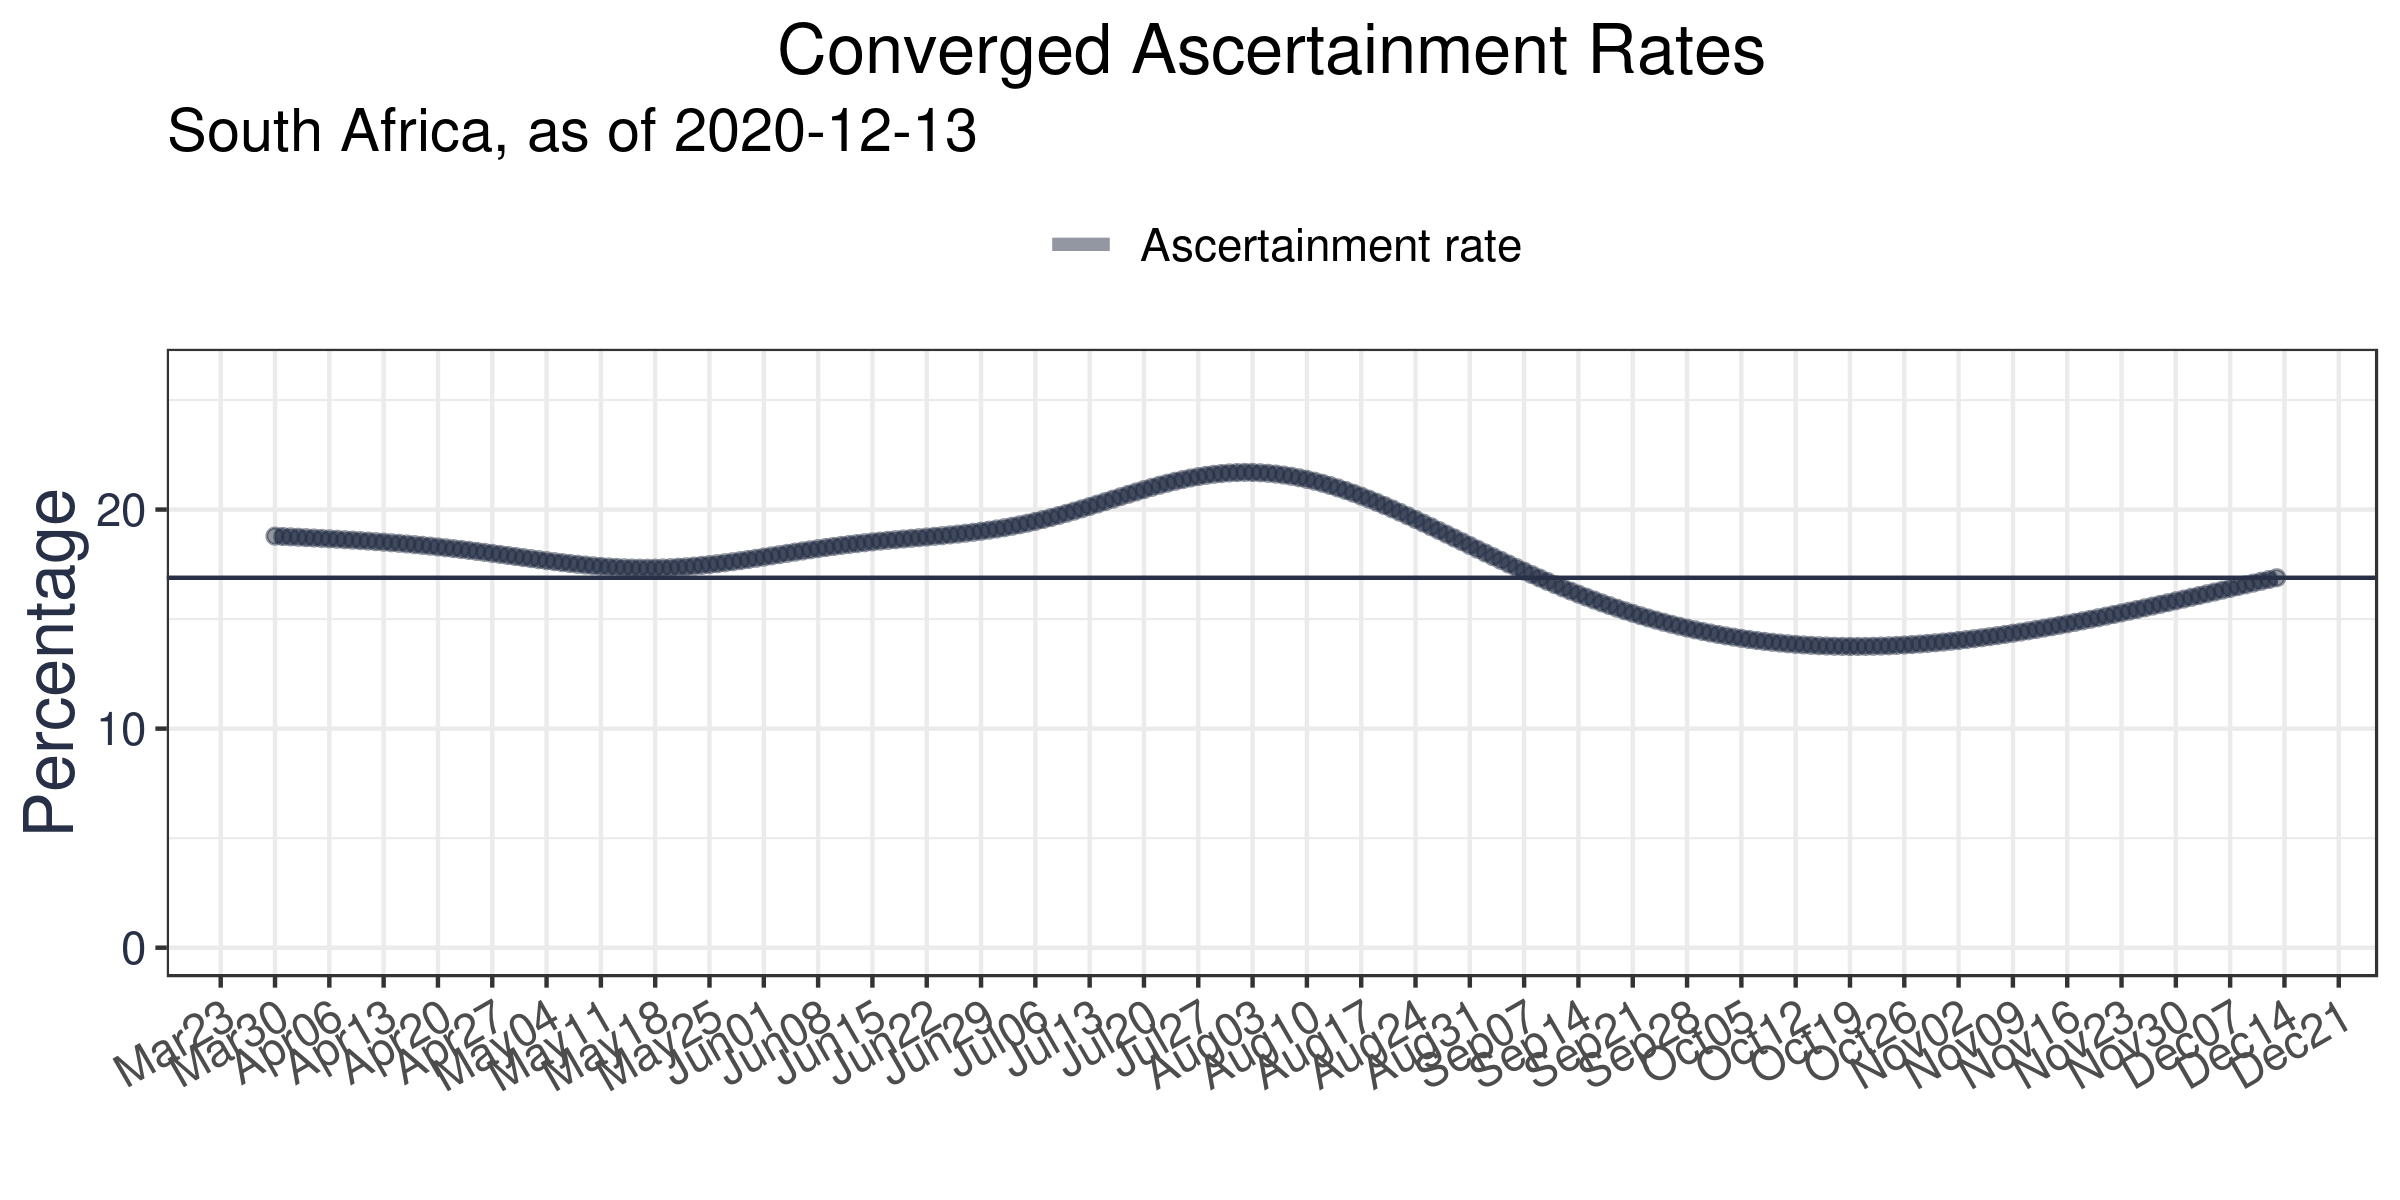 Converged Ascertainment Rates
South Africa, as of 2020-12-13
Ascertainment rate
Percentage
20
10
0
Mar23
Mar30
Apr06
Apr13
Apr20
Apr27
May04
May11
May18
May25
Jun01
Jun08
Jun15
Jun22
Jun29
Jul06
Jul13
Jul20
Jul27
Aug03
Aug10
Aug17
Aug24
Aug31
Sep07
Sep14
Sep21
Sep28
Oct05
Oct12
Oct19
Oct26
Nov02
Nov09
Nov16
Nov23
Nov30
Dec07
Dec14
Dec21